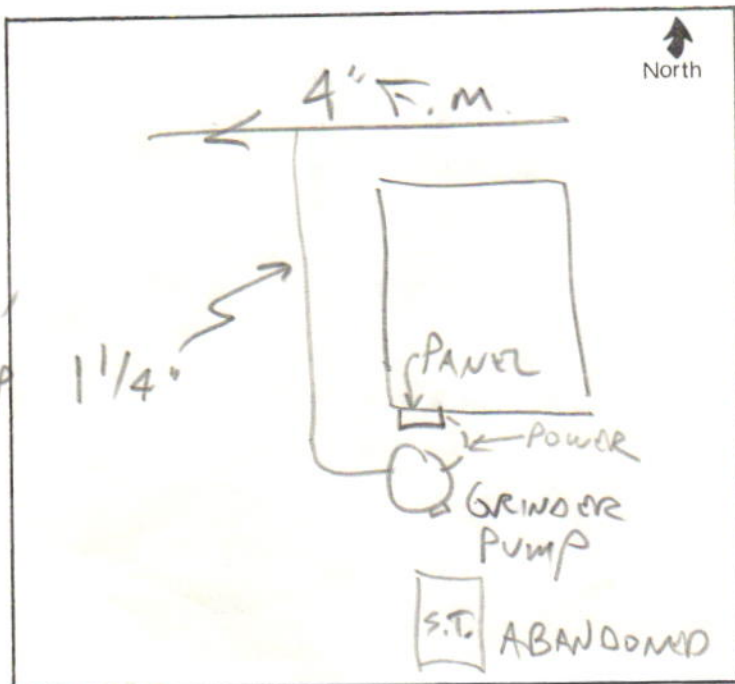 North
4" F.M.
1 1/4"
PANEL
POWER
GRINDER
PUMP
S.T. ABANDONED